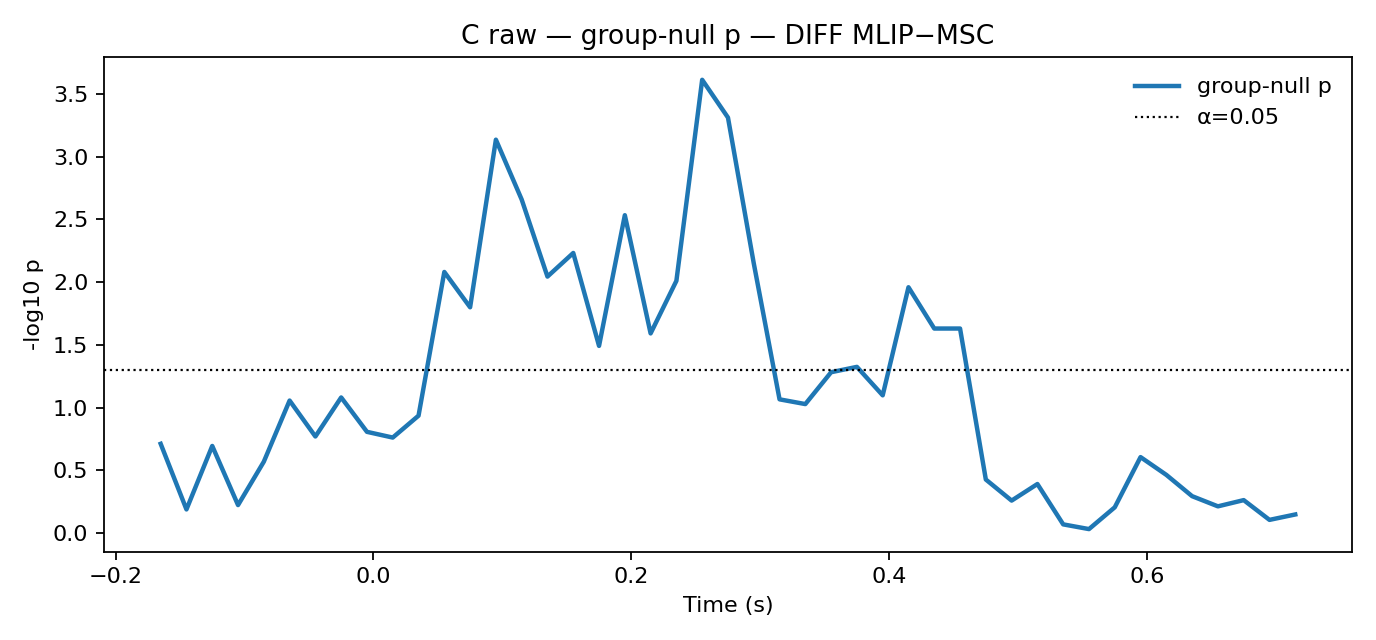 C raw — group-null p — DIFF MLIP−MSC
group-null p
α=0.05
-log10 p
3.5
3.0
2.5
2.0
1.5
1.0
0.5
0.0
−0.2
0.0
0.2
0.4
0.6
Time (s)